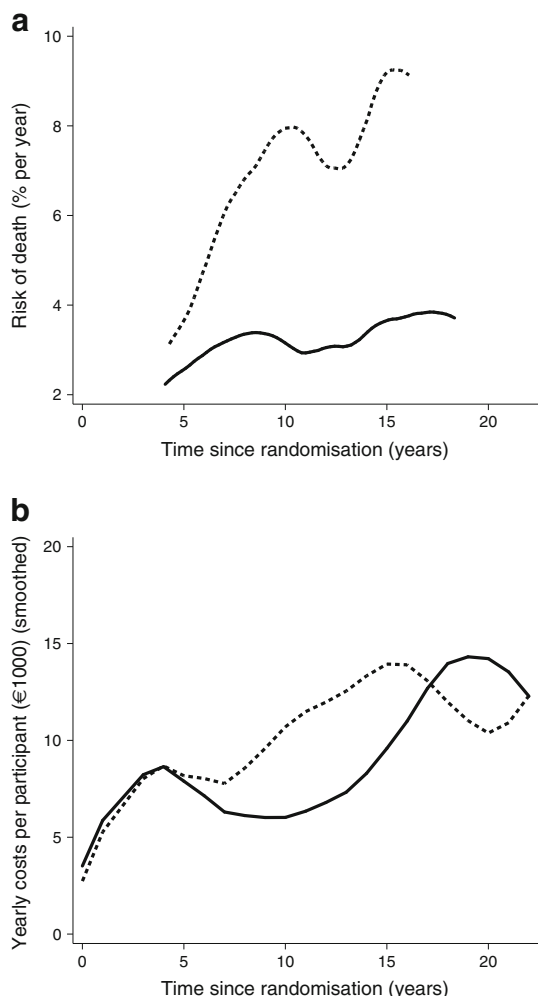 a
Risk of death (% per year)
10
8
6
4
2
0 5 10 15 20
Time since randomisation (years)
b
Yearly costs per participant (€1000) (smoothed)
20
15
10
5
0
0 5 10 15 20
Time since randomisation (years)